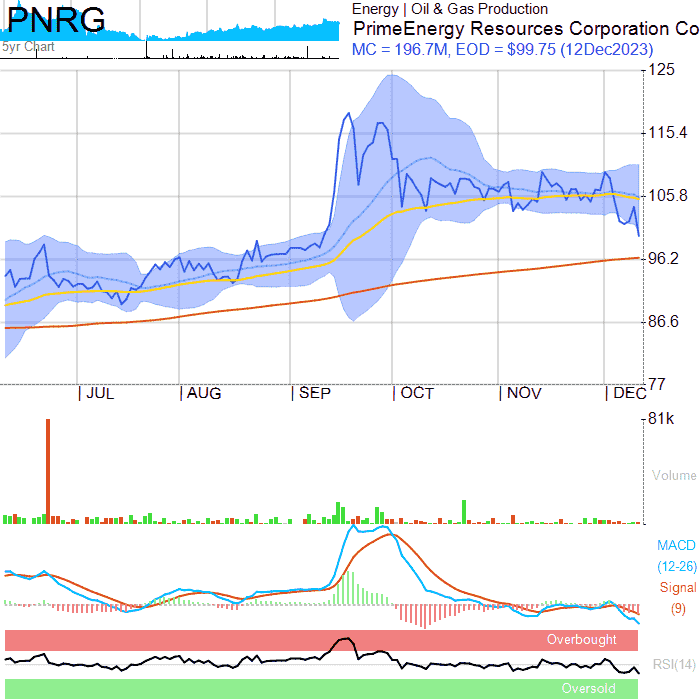 PNRG
5yr Chart
Energy | Oil & Gas Production
PrimeEnergy Resources Corporation Co
MC = 196.7M, EOD = $99.75 (12Dec2023)
125
115.4
105.8
96.2
86.6
77
JUL
AUG
SEP
OCT
NOV
DEC
81k
Volume
MACD
(12-26)
Signal
(9)
Overbought
RSI(14)
Oversold